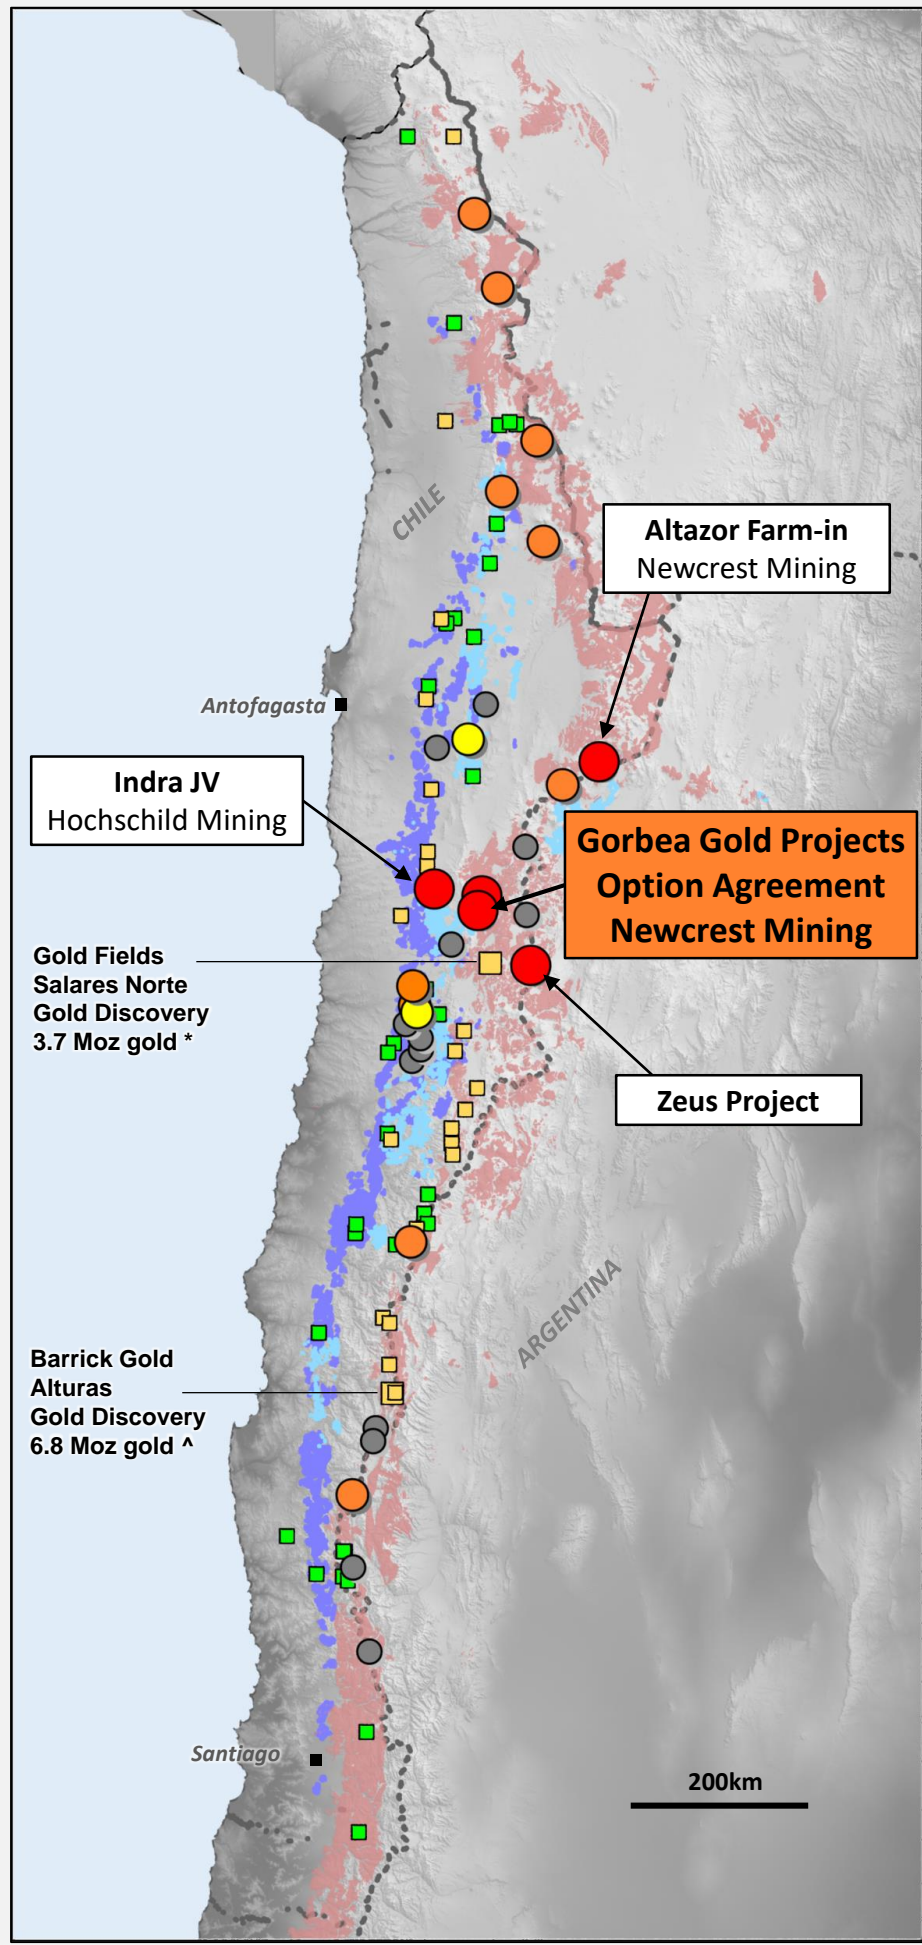 CHILE
Altazor Farm-in
Newcrest Mining
Antofagasta
Indra JV
Hochschild Mining
Gorbea Gold Projects
Option Agreement
Newcrest Mining
Gold Fields
Salares Norte
Gold Discovery
3.7 Moz gold *
Zeus Project
ARGENTINA
Barrick Gold
Alturas
Gold Discovery
6.8 Moz gold ^
Santiago
200km